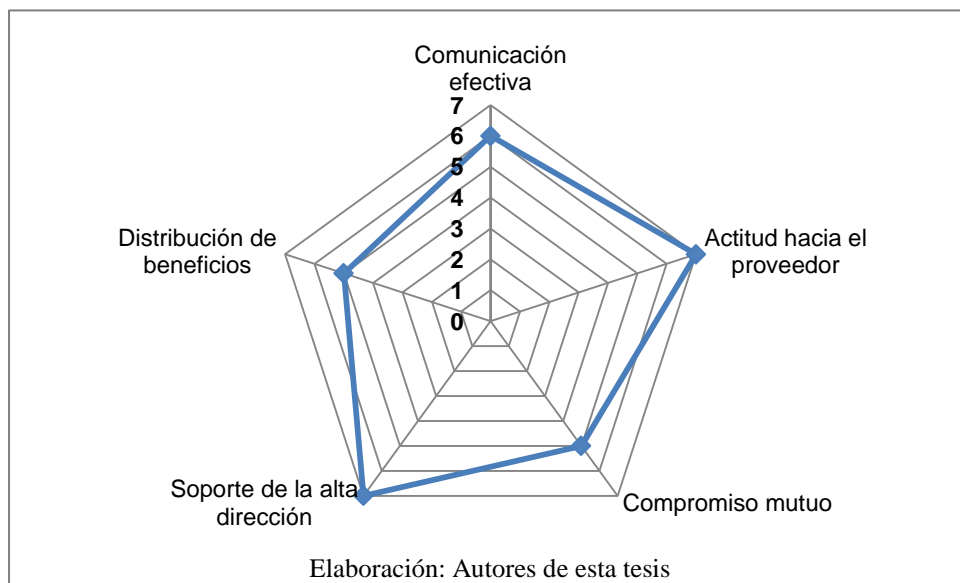 Comunicación
efectiva
7
6
5
4
3
2
1
0
Actitud hacia el
proveedor
Compromiso mutuo
Soporte de la alta
dirección
Distribución de
beneficios
Elaboración: Autores de esta tesis